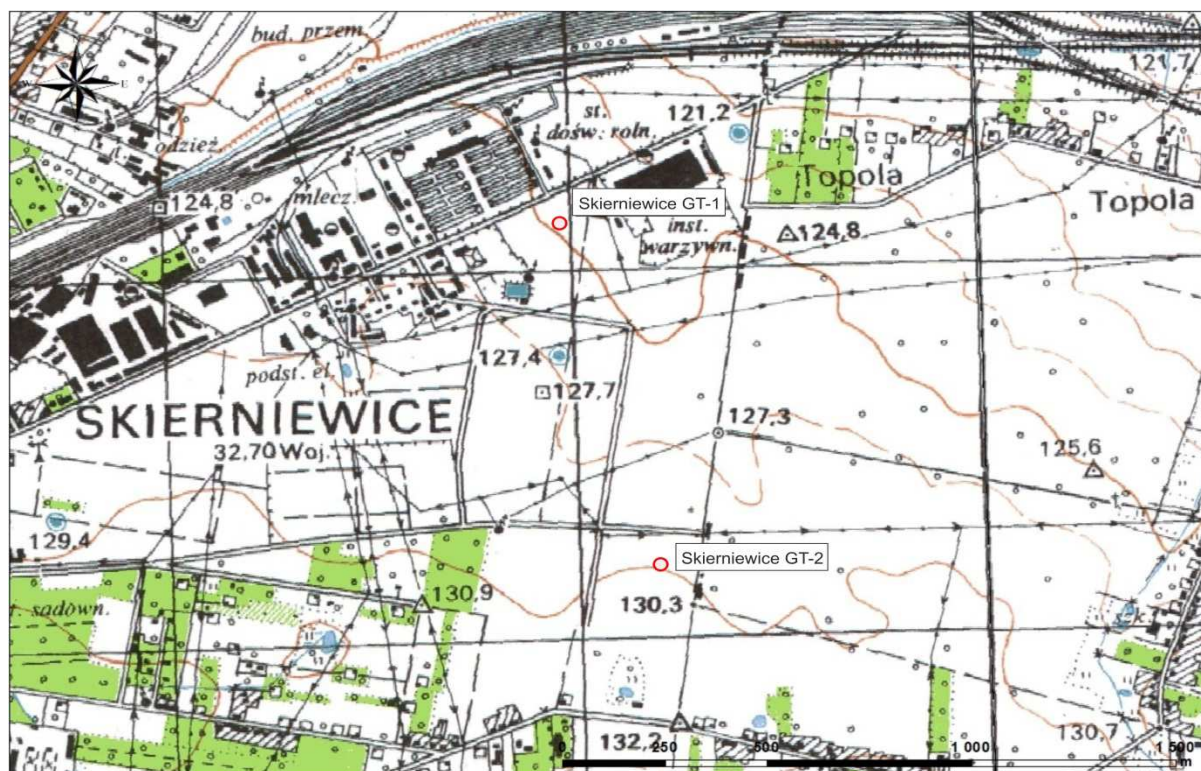 bud. przem.
121,7
W
E
st.
dośw. roln.
121,2
odzież.
mlecz.
Topola
Topola
124,8
Skierniewice GT-1
inst.
warzywn.
124,8
127,4
podst. el.
127,7
SKIERNIEWICE
32,70 Woj.
127,3
125,6
129,4
Skierniewice GT-2
130,9
130,3
sadown.
szk.
132,2
130,7
0 250 500 1 000 1 500
m